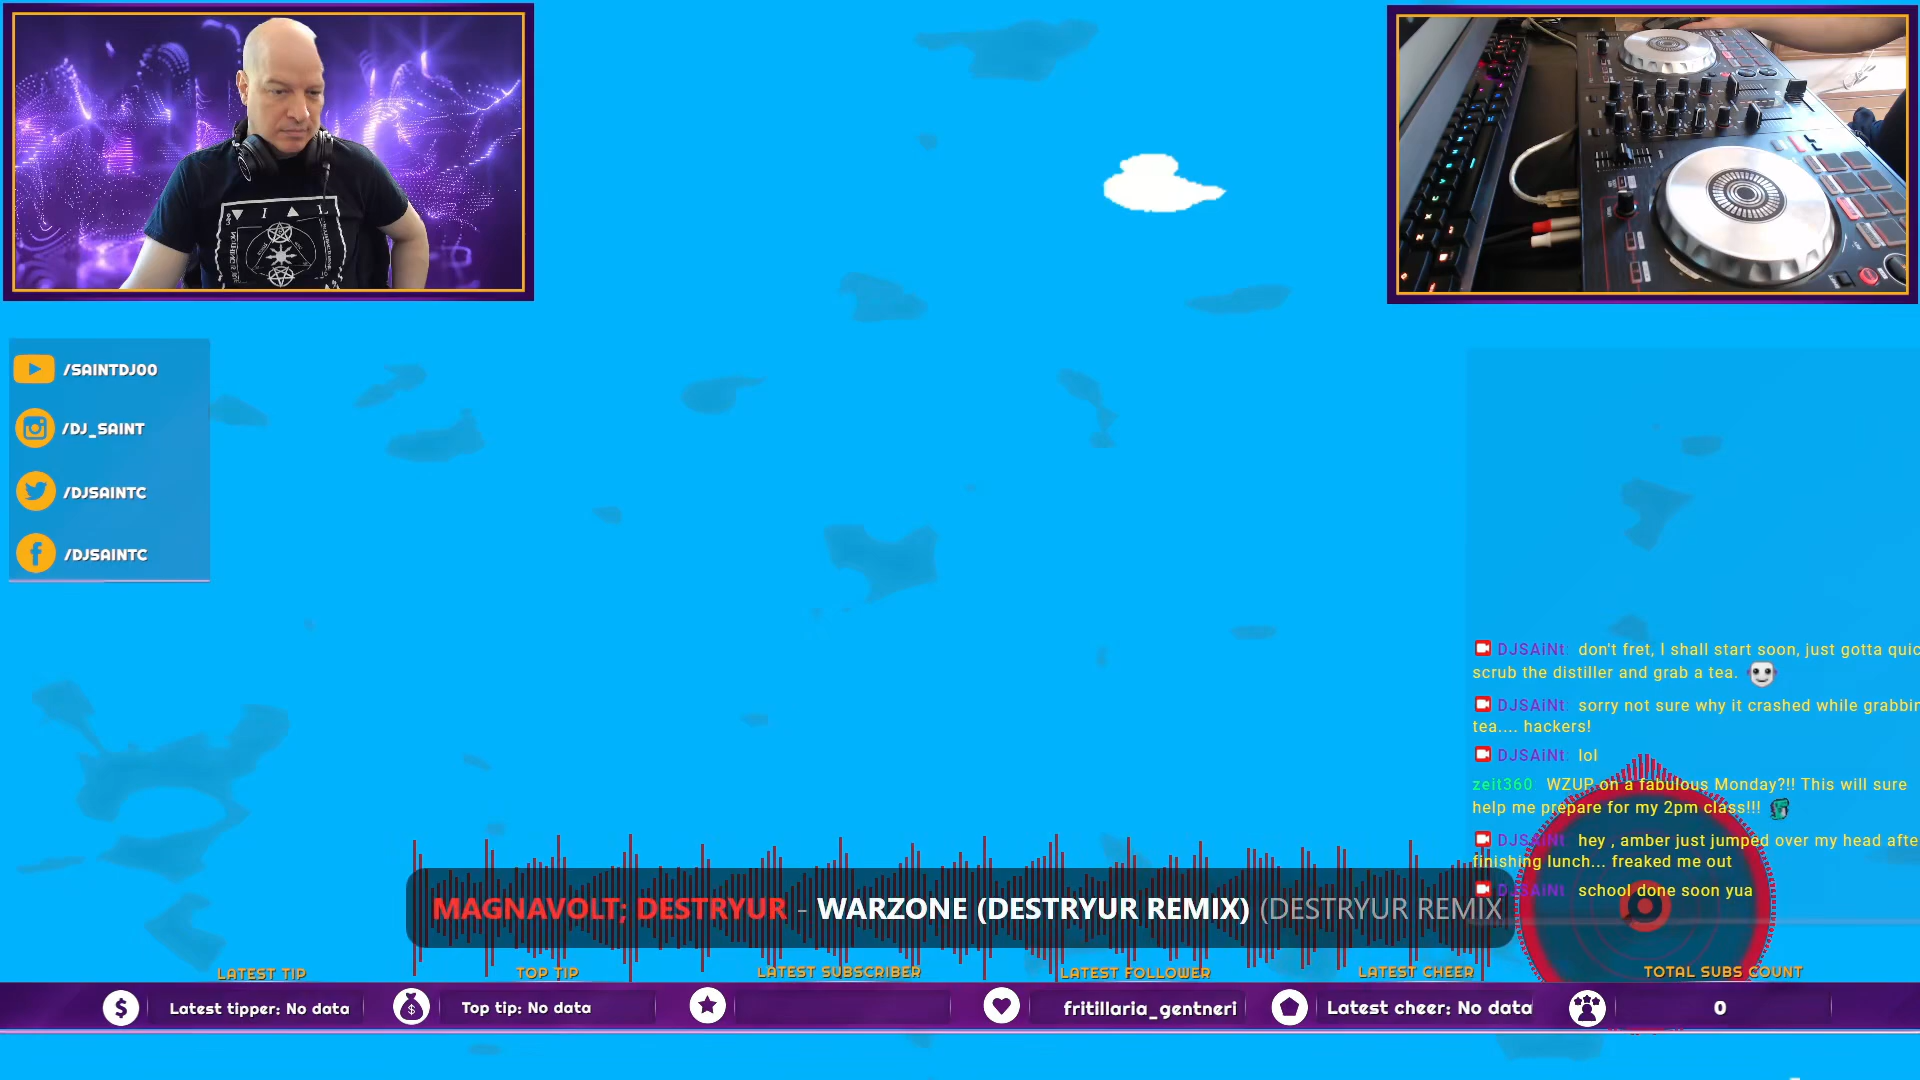 /SAINTDJ00
/DJ_SAINT
/DJSAINTC
/DJSAINTC
DJSAiNt: don't fret, I shall start soon, just gotta quic
scrub the distiller and grab a tea.
DJSAiNt: sorry not sure why it crashed while grabbin
tea.... hackers!
DJSAiNt: lol
zeit360: WZUP on a fabulous Monday?!! This will sure
help me prepare for my 2pm class!!!
DJSAiNt: hey , amber just jumped over my head afte
finishing lunch... freaked me out
DJSAiNt: school done soon yua
MAGNAVOLT; DESTRYUR - WARZONE (DESTRYUR REMIX) (DESTRYUR REMIX
LATEST TIP
TOP TIP
LATEST SUBSCRIBER
LATEST FOLLOWER
LATEST CHEER
TOTAL SUBS COUNT
Latest tipper: No data
Top tip: No data
fritillaria_gentneri
Latest cheer: No data
0